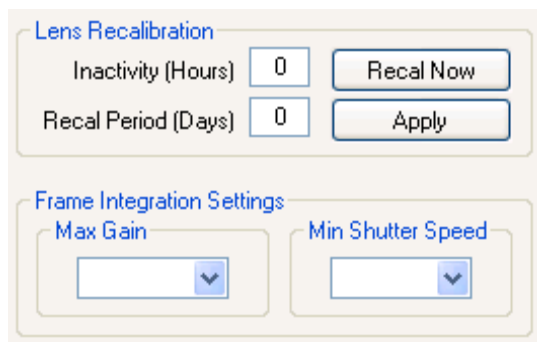 Lens Recalibration
Inactivity (Hours) 0 Recal Now
Recal Period (Days) 0 Apply
Frame Integration Settings
Max Gain Min Shutter Speed